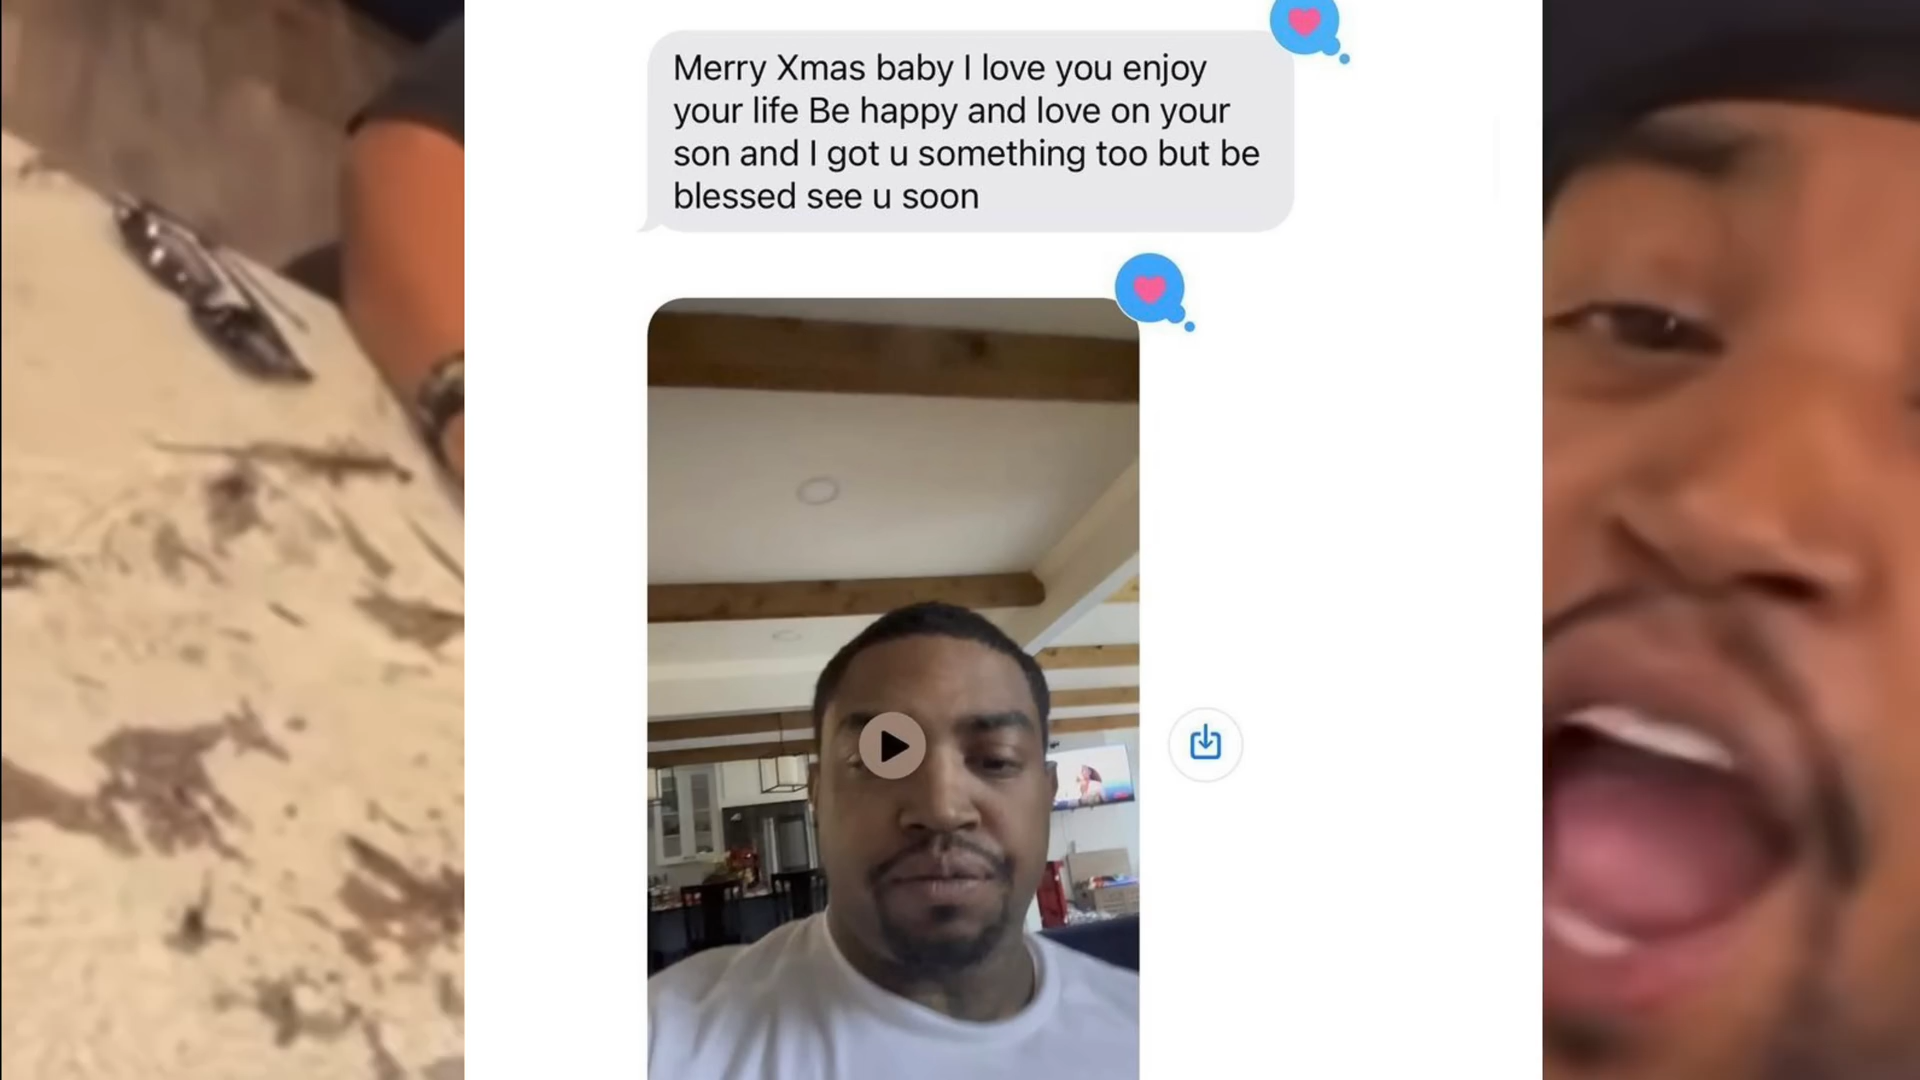 Merry Xmas baby I love you enjoy
your life Be happy and love on your
son and I got u something too but be
blessed see u soon